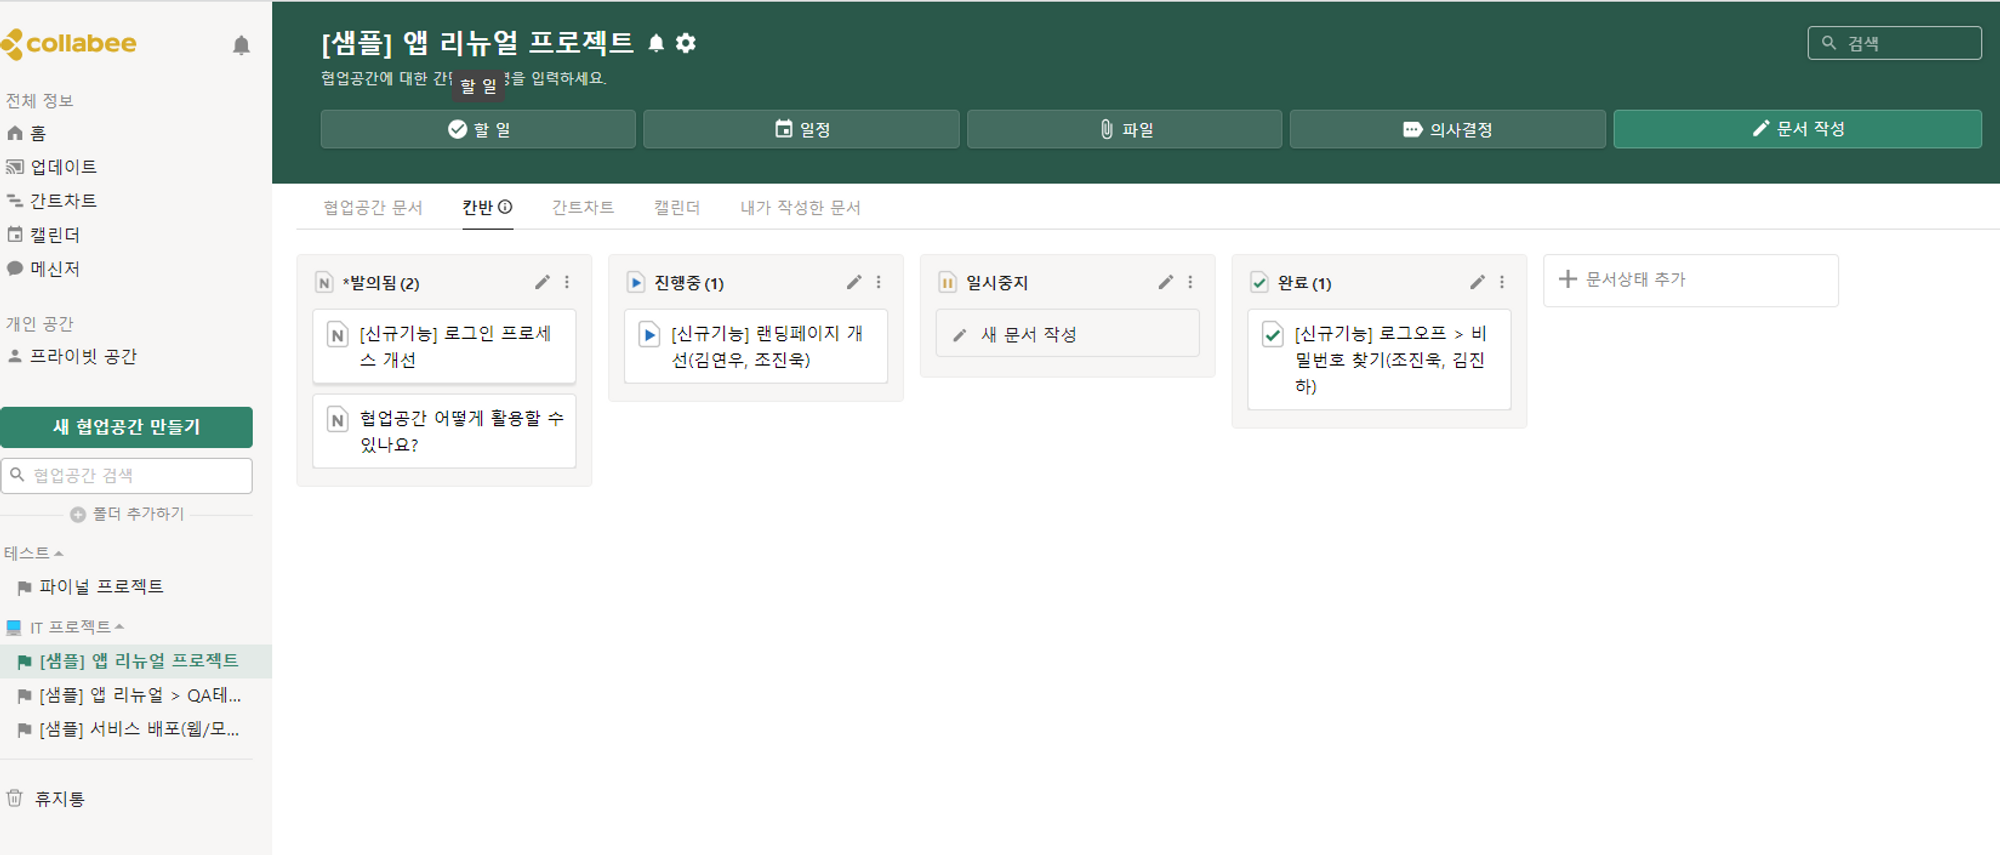 collabee
전체 정보
홈
업데이트
간트차트
캘린더
메신저
개인 공간
프라이빗 공간
새 협업공간 만들기
협업공간 검색
폴더 추가하기
테스트
파이널 프로젝트
IT 프로젝트
[샘플] 앱 리뉴얼 프로젝트
[샘플] 앱 리뉴얼 > QA테...
[샘플] 서비스 배포(웹/모...
휴지통
[샘플] 앱 리뉴얼 프로젝트
검색
협업공간에 대한 간 을 입력하세요.
할 일
할 일
일정
파일
의사결정
문서 작성
협업공간 문서
칸반
간트차트
캘린더
내가 작성한 문서
*발의됨 (2)
N
[신규기능] 로그인 프로세
스 개선
N
협업공간 어떻게 활용할 수
있나요?
N
진행중 (1)
[신규기능] 랜딩페이지 개
선(김연우, 조진욱)
일시중지
새 문서 작성
완료 (1)
[신규기능] 로그오프 > 비
밀번호 찾기(조진욱, 김진
하)
문서상태 추가